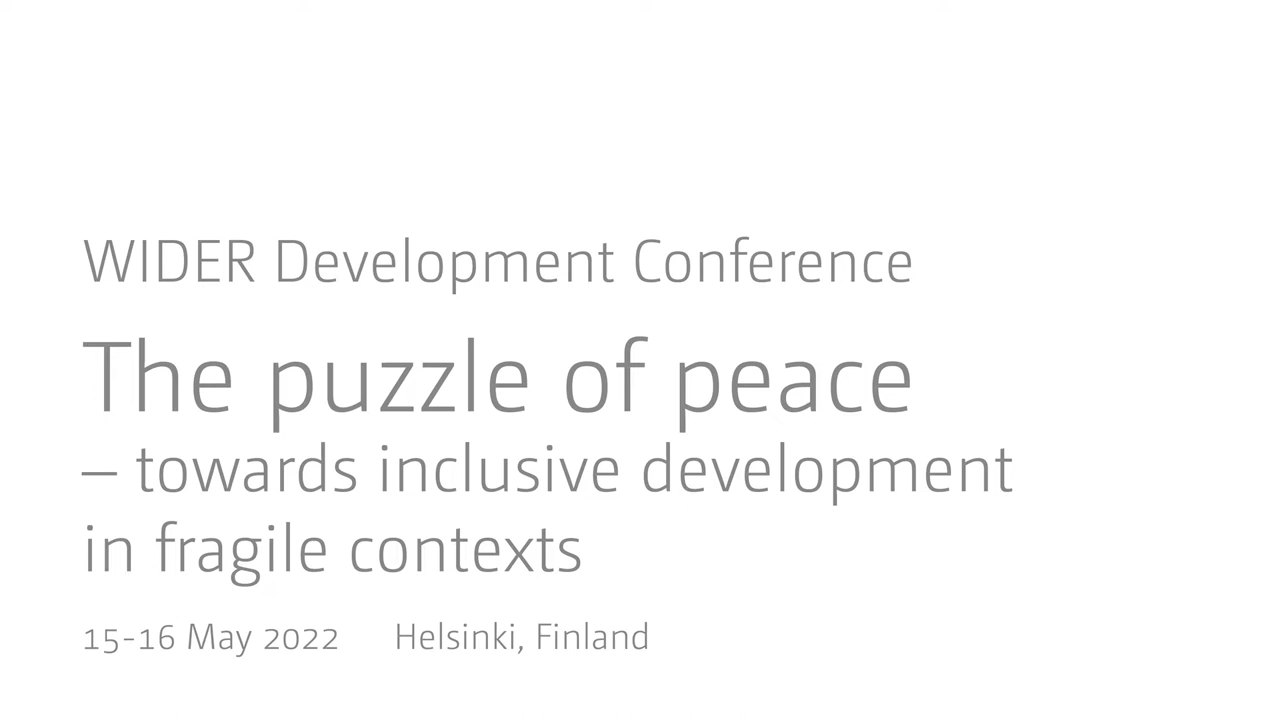 WIDER Development Conference
The puzzle of peace
– towards inclusive development
in fragile contexts
15-16 May 2022 Helsinki, Finland